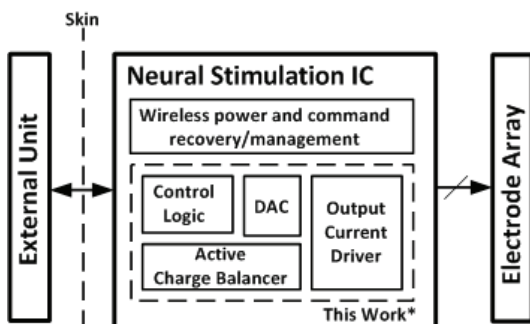 Skin
External Unit
Neural Stimulation IC
Wireless power and command
recovery/management
Control
Logic
DAC
Output
Current
Driver
Active
Charge Balancer
This Work*
Electrode Array